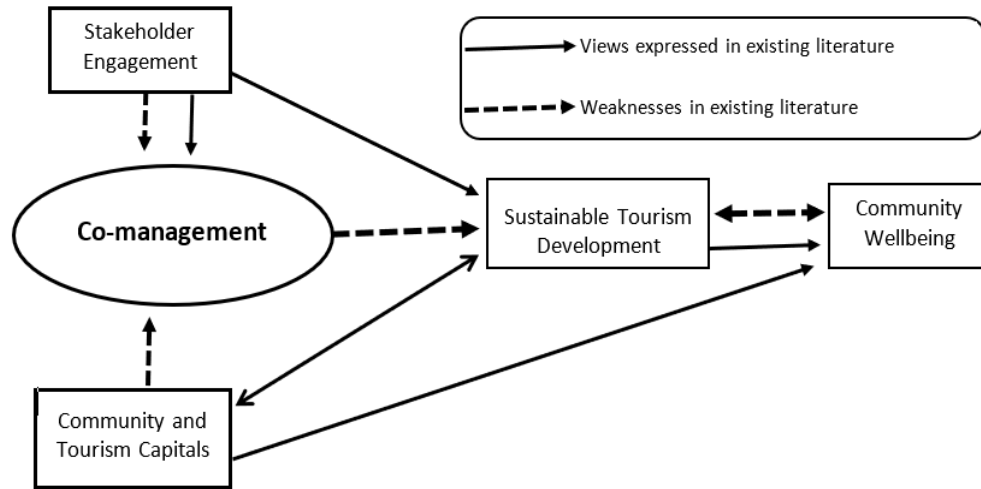 Stakeholder
Engagement
Views expressed in existing literature
Weaknesses in existing literature
Co-management
Sustainable Tourism
Development
Community
Wellbeing
Community and
Tourism Capitals